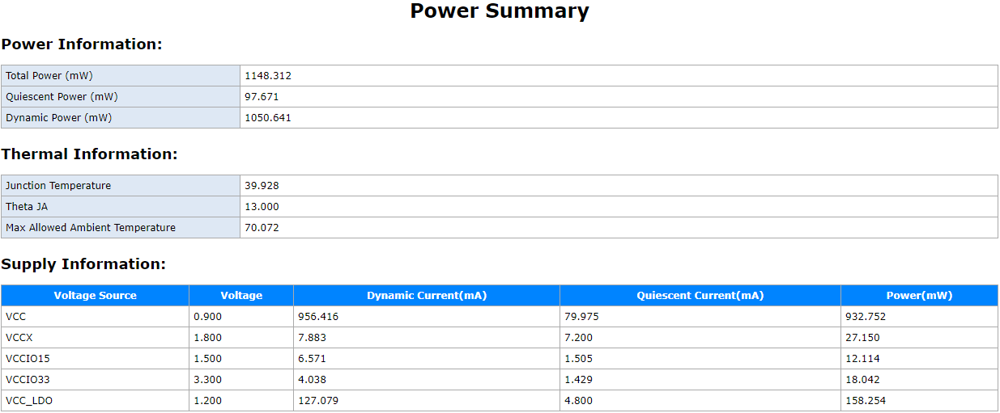 Power Summary
Power Information:
Total Power (mW) 1148.312
Quiescent Power (mW) 97.671
Dynamic Power (mW) 1050.641
Thermal Information:
Junction Temperature 39.928
Theta JA 13.000
Max Allowed Ambient Temperature 70.072
Supply Information:
Voltage Source Voltage Dynamic Current(mA) Quiescent Current(mA) Power(mW)
VCC 0.900 956.416 79.975 932.752
VCCX 1.800 7.883 7.200 27.150
VCCIO15 1.500 6.571 1.505 12.114
VCCIO33 3.300 4.038 1.429 18.042
VCC_LDO 1.200 127.079 4.800 158.254